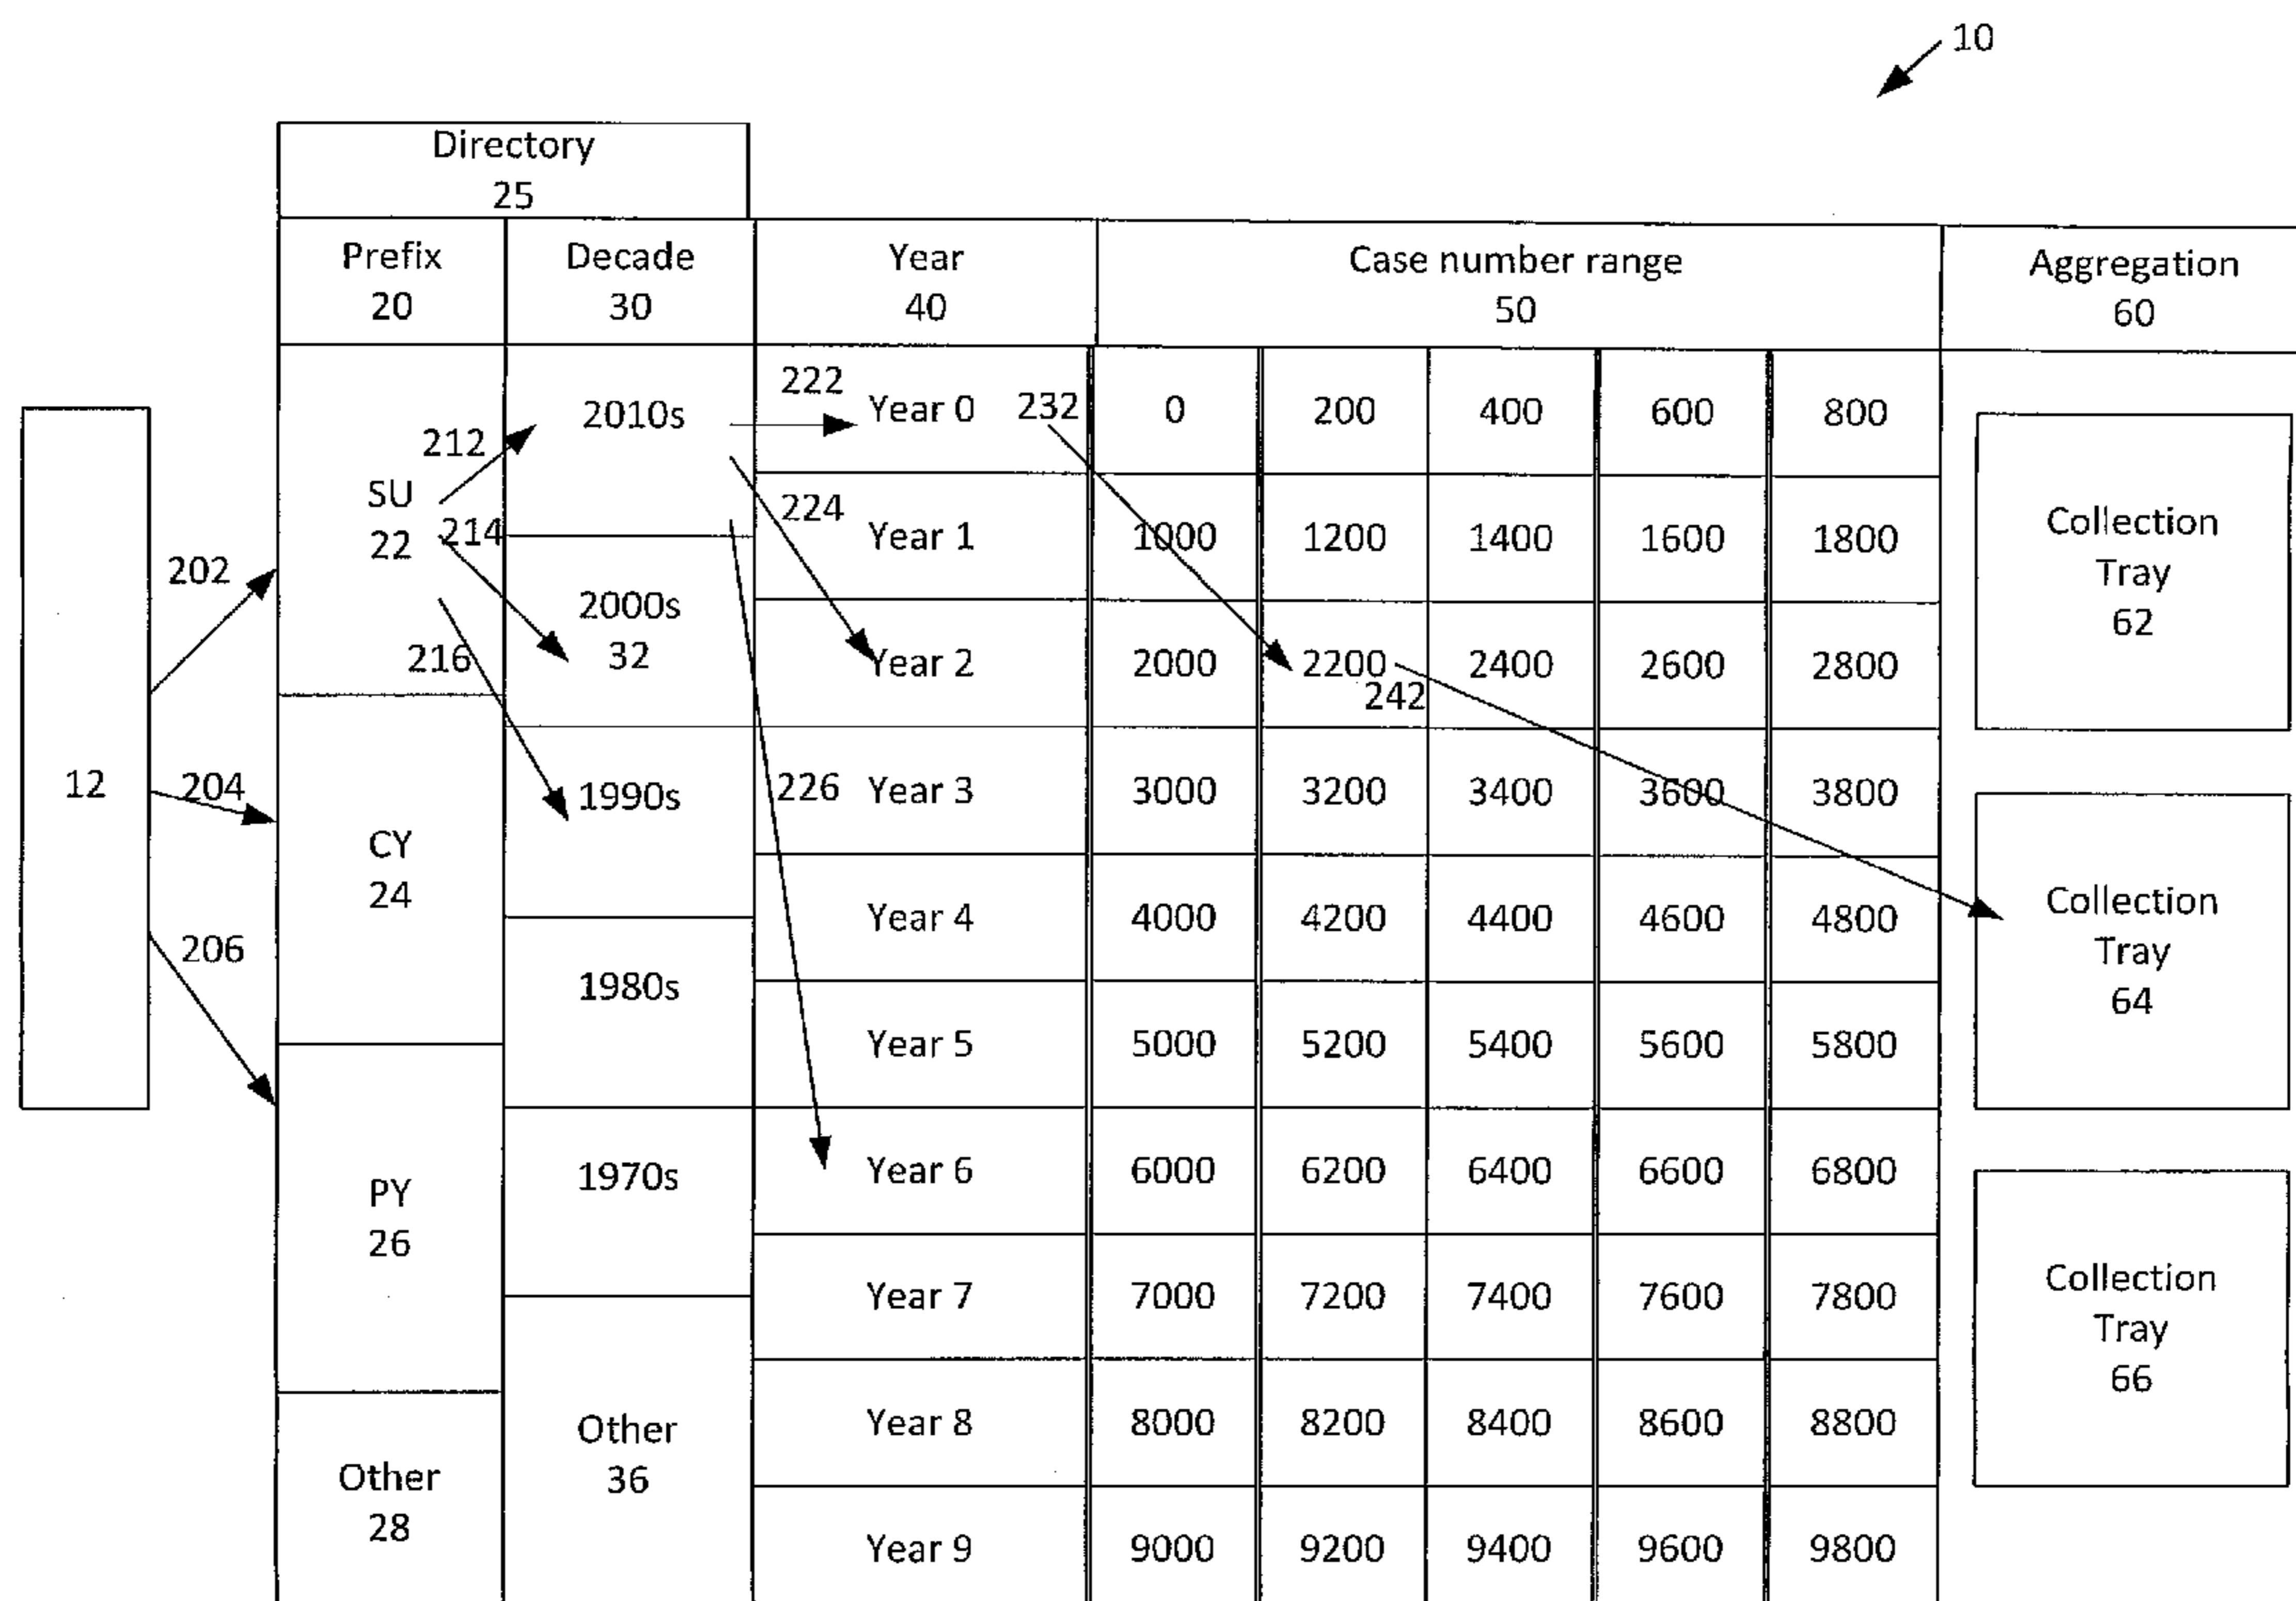 10
Directory
25
Prefix
20
Decade
30
Year
40
Case number range
50
Aggregation
60
12
202
204
206
SU
22
CY
24
PY
26
Other
28
212
214
216
2010s
2000s
32
1990s
1980s
1970s
Other
36
222
224
226
232
242
Year 0 0 200 400 600 800
Year 1 1000 1200 1400 1600 1800
Year 2 2000 2200 2400 2600 2800
Year 3 3000 3200 3400 3600 3800
Year 4 4000 4200 4400 4600 4800
Year 5 5000 5200 5400 5600 5800
Year 6 6000 6200 6400 6600 6800
Year 7 7000 7200 7400 7600 7800
Year 8 8000 8200 8400 8600 8800
Year 9 9000 9200 9400 9600 9800
Collection
Tray
62
Collection
Tray
64
Collection
Tray
66